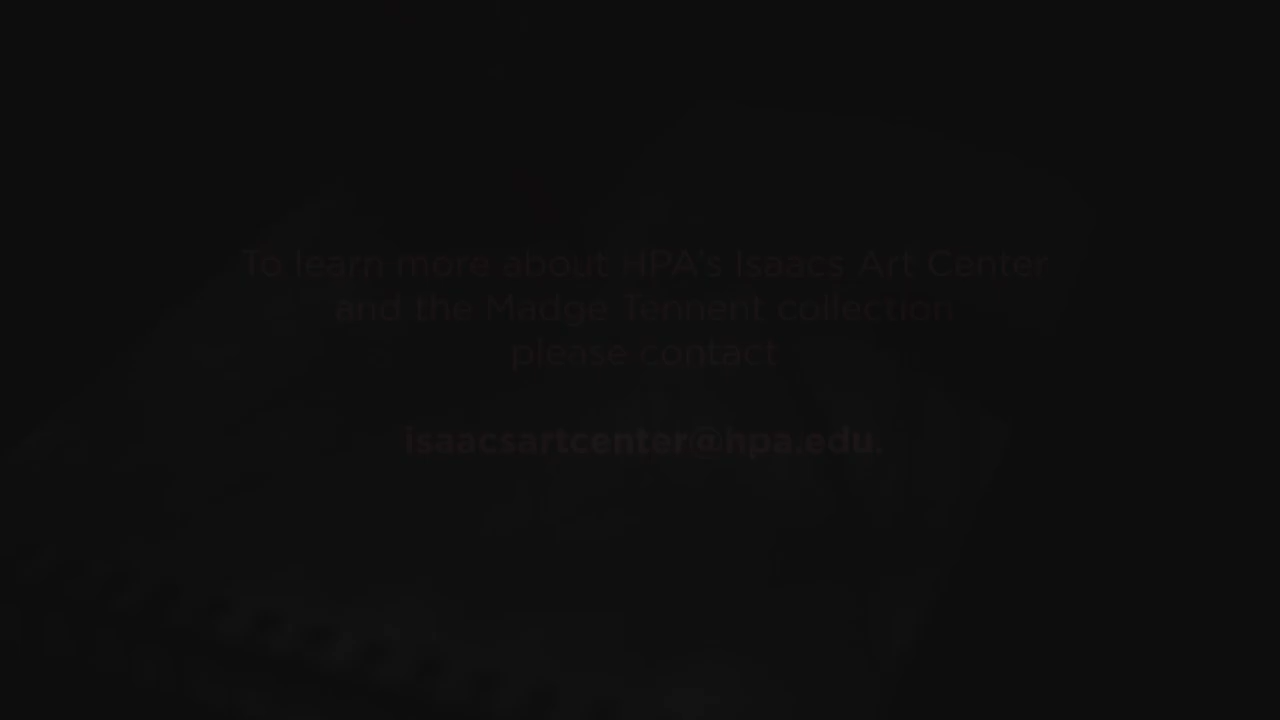 To learn more about HPA's Isaacs Art Center
and the Madge Tennent collection
please contact
isaacsartcenter@hpa.edu.